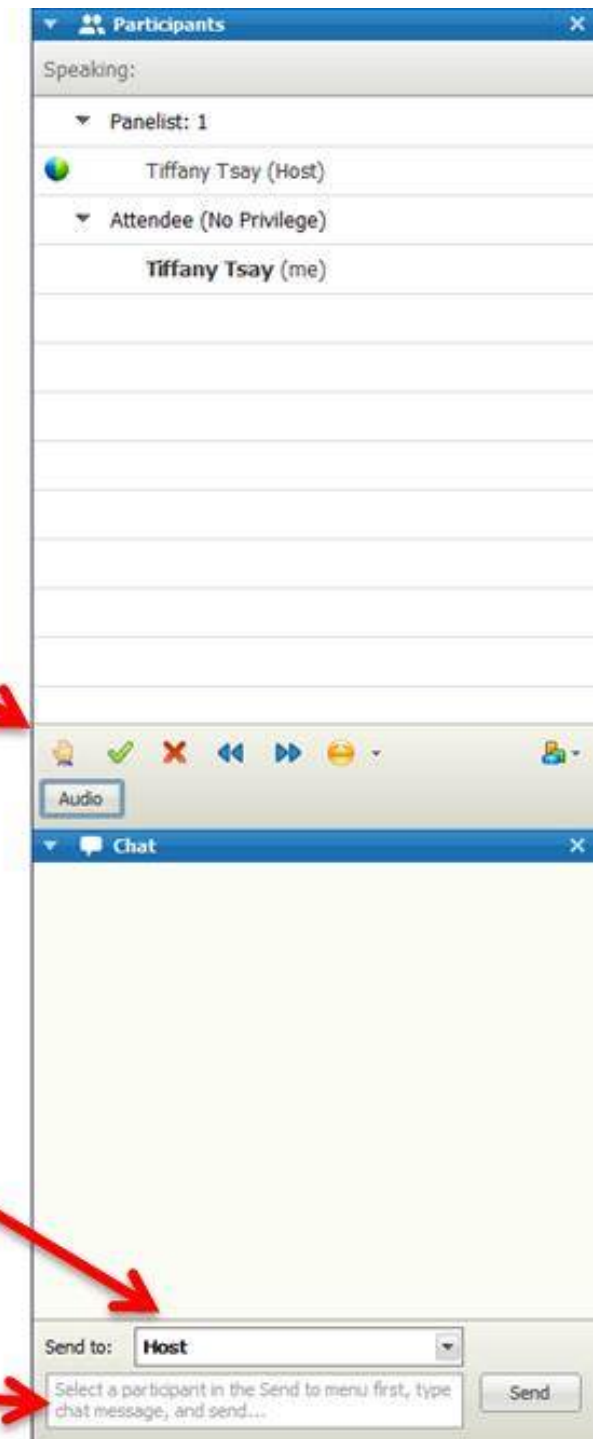 Participants
Speaking:
Panelist: 1
Tiffany Tsay (Host)
Attendee (No Privilege)
Tiffany Tsay (me)
Audio
Chat
Send to: Host
Select a participant in the Send to menu first, type
chat message, and send...
Send